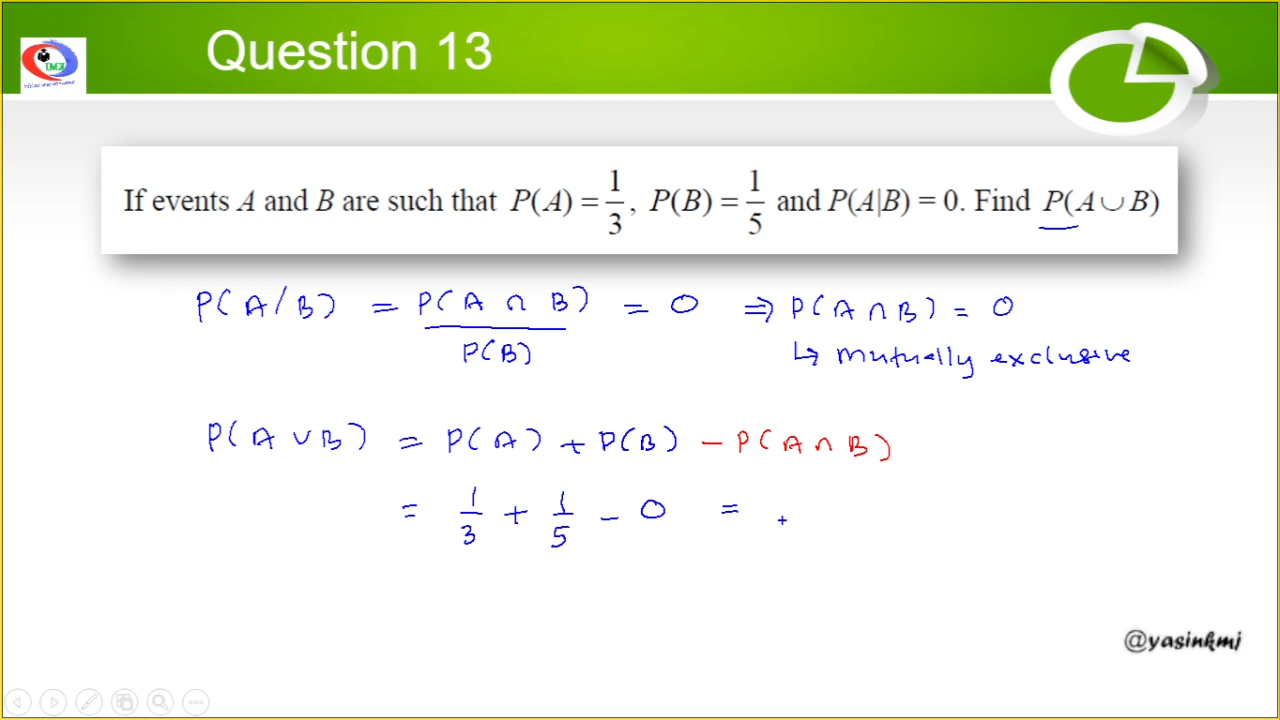 Question 13
If events A and B are such that P(A) = 1/3, P(B) = 1/5 and P(A|B) = 0. Find P(A ∪ B)
P(A/B) = P(A ∩ B)/P(B) = 0 ⇒ P(A ∩ B) = 0
↳ mutually exclusive
P(A ∪ B) = P(A) + P(B) - P(A ∩ B)
= 1/3 + 1/5 - 0 =
@yasinkmj